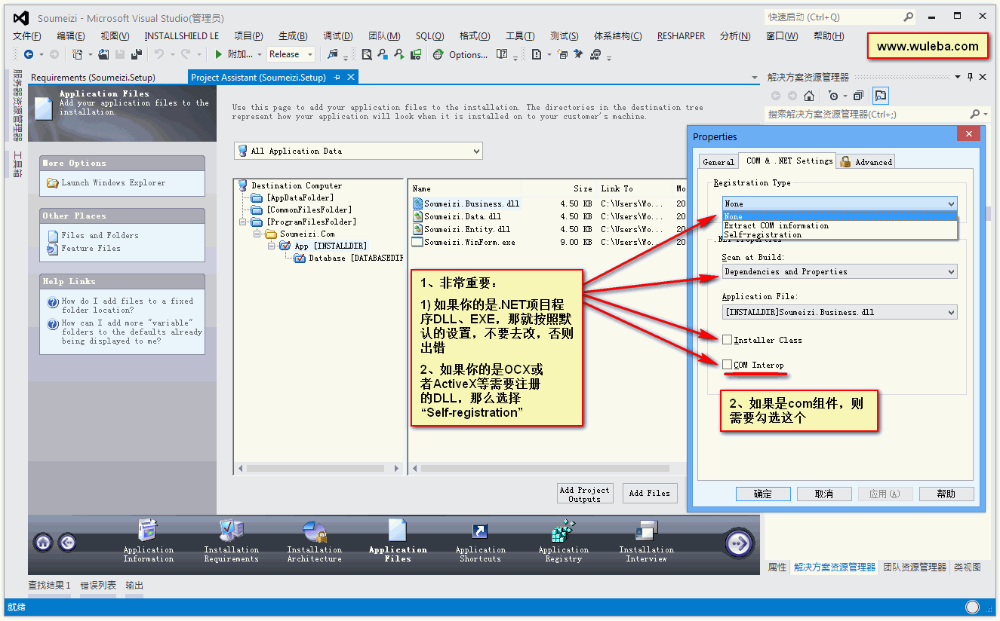 Soumeizi - Microsoft Visual Studio(管理员)
快速启动 (Ctrl+Q)
文件(F) 编辑(E) 视图(V) INSTALLSHIELD LE 项目(P) 生成(B) 调试(D) 团队(M) SQL(Q) 格式(O) 工具(T) 测试(S) 体系结构(C) RESHARPER 分析(N) 窗口(W) 帮助(H)
附加... Release Options...
www.wuleba.com
服务器资源管理器
工具箱
Requirements (Soumeizi.Setup) Project Assistant (Soumeizi.Setup)
解决方案资源管理器
搜索解决方案资源管理器(Ctrl+;)
Application Files
Add your application files to the
installation.
More Options
Launch Windows Explorer
Other Places
Files and Folders
Feature Files
Help Links
How do I add files to a fixed
folder location?
How can I add more "variable"
folders to the defaults already
being displayed to me?
Use this page to add your application files to the installation. The directories in the destination tree
represent how your application will look when it is installed on to your customer's machine.
All Application Data
Destination Computer
[AppDataFolder]
[CommonFilesFolder]
[ProgramFilesFolder]
Soumeizi.Com
App [INSTALLDIR]
Database [DATABASEDIR
Name Size Link To Mo
Soumeizi.Business.dll 4.50 KB C:\Users\Wo... 20
Soumeizi.Data.dll 4.50 KB C:\Users\Wo... 20
Soumeizi.Entity.dll 4.50 KB C:\Users\Wo... 20
Soumeizi.WinForm.exe 9.00 KB C:\Users\Wo... 20
1、非常重要：
1) 如果你的是.NET项目程
序DLL、EXE，那就按照默
认的设置，不要去改，否则
出错
2、如果你的是OCX或
者ActiveX等需要注册
的DLL，那么选择
“Self-registration”
Add Project
Outputs
Add Files
Properties
General COM & .NET Settings Advanced
Registration Type
None
None
Extract COM information
Self-registration
.NET Properties
Scan at Build:
Dependencies and Properties
Application File:
[INSTALLDIR]Soumeizi.Business.dll
Installer Class
COM Interop
2、如果是com组件，则
需要勾选这个
确定 取消 应用(A) 帮助
Application
Information
Installation
Requirements
Installation
Architecture
Application
Files
Application
Shortcuts
Application
Registry
Installation
Interview
属性 解决方案资源管理器 团队资源管理器 类视图
查找结果1 错误列表 输出
就绪